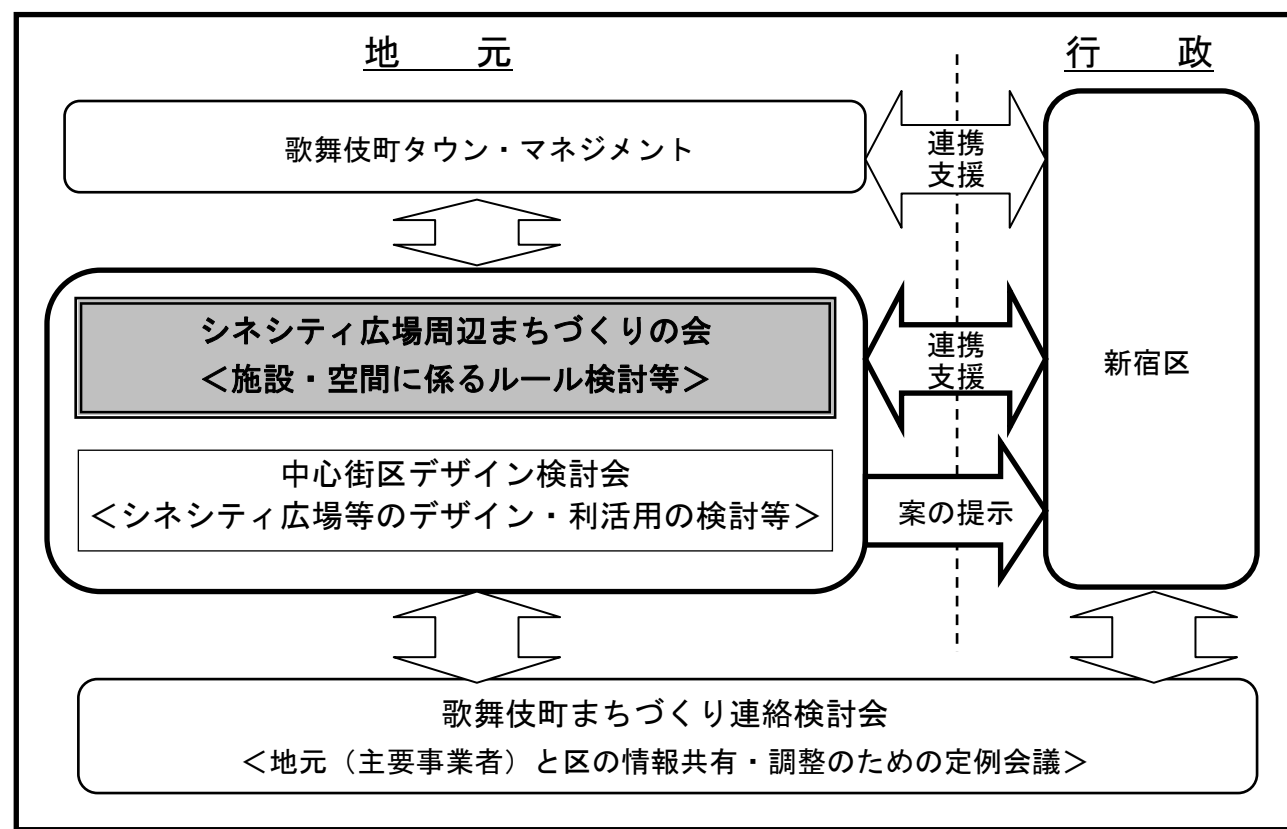 地　元
行　政
歌舞伎町タウン・マネジメント
連携
支援
シネシティ広場周辺まちづくりの会
＜施設・空間に係るルール検討等＞
連携
支援
新宿区
中心街区デザイン検討会
＜シネシティ広場等のデザイン・利活用の検討等＞
案の提示
歌舞伎町まちづくり連絡検討会
＜地元（主要事業者）と区の情報共有・調整のための定例会議＞